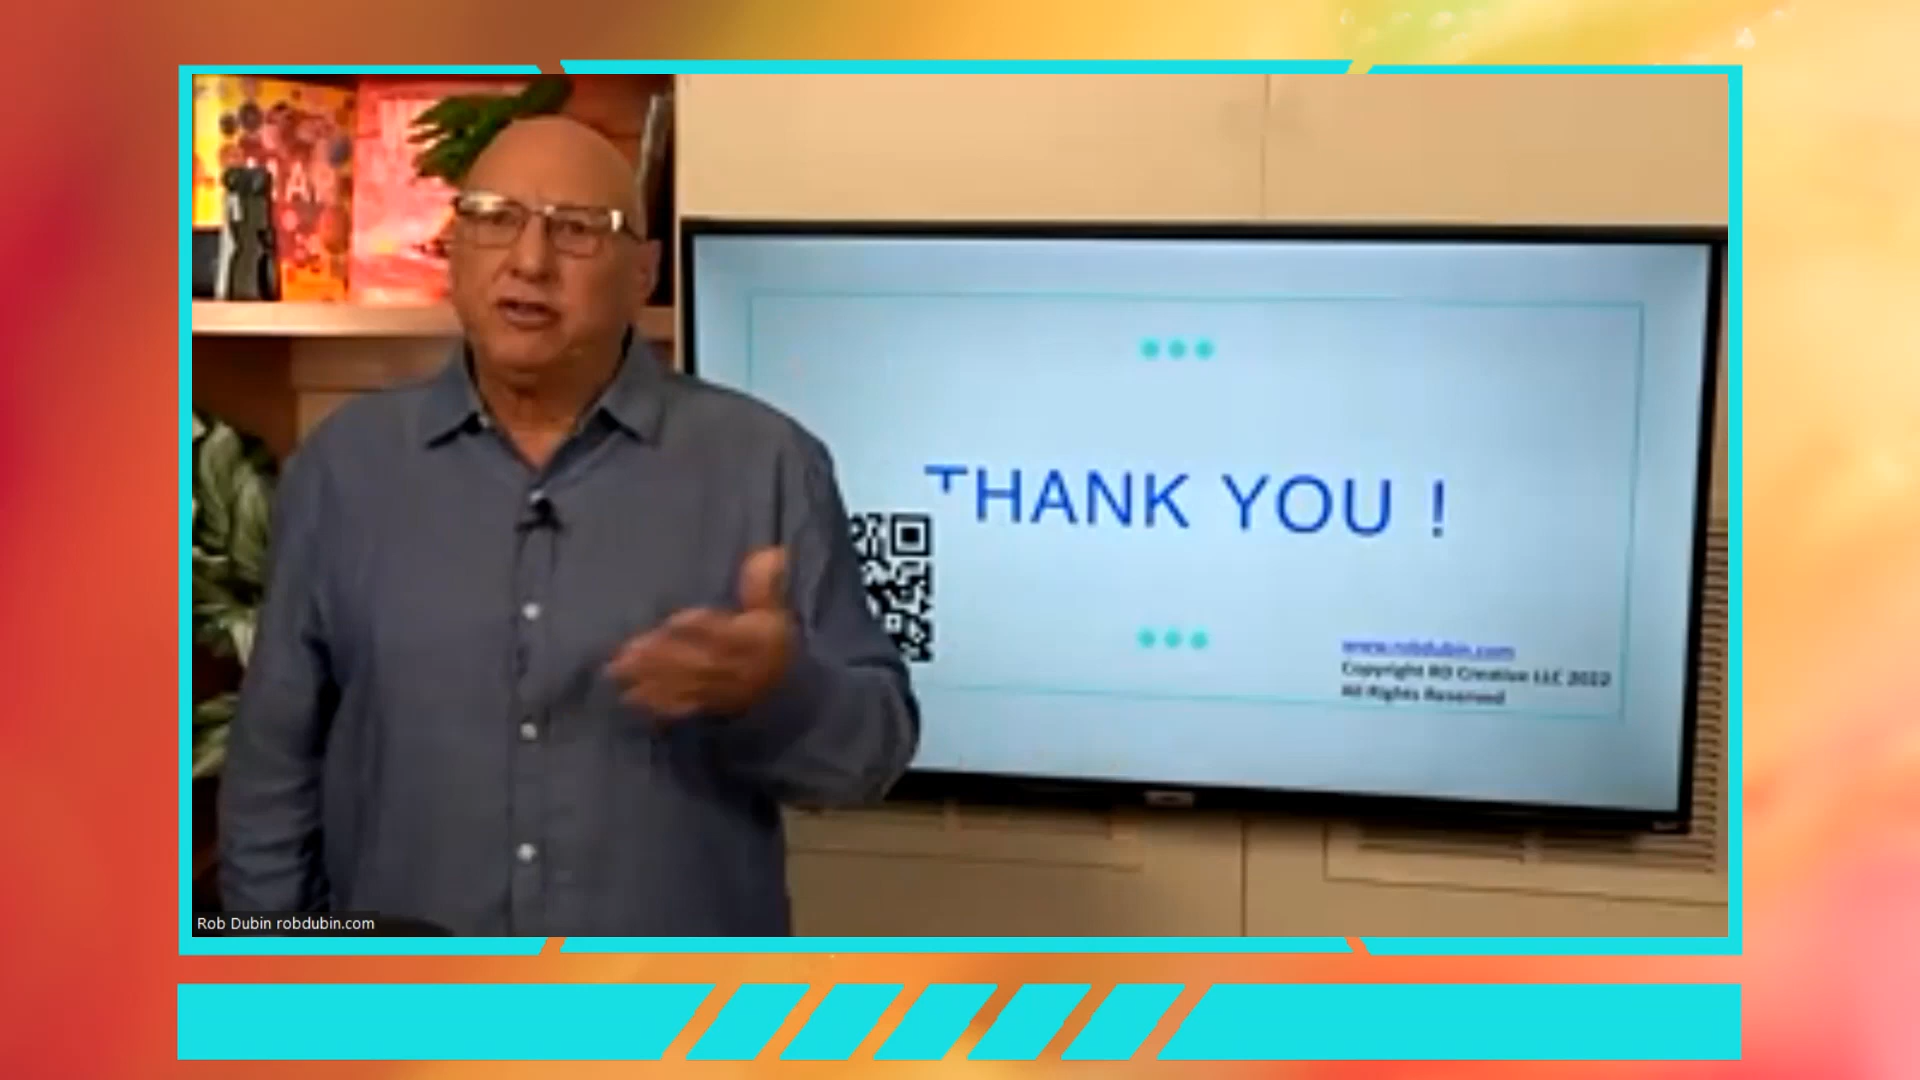 THANK YOU !
www.robdubin.com
Copyright RD Creative LLC 2022
All Rights Reserved
Rob Dubin robdubin.com